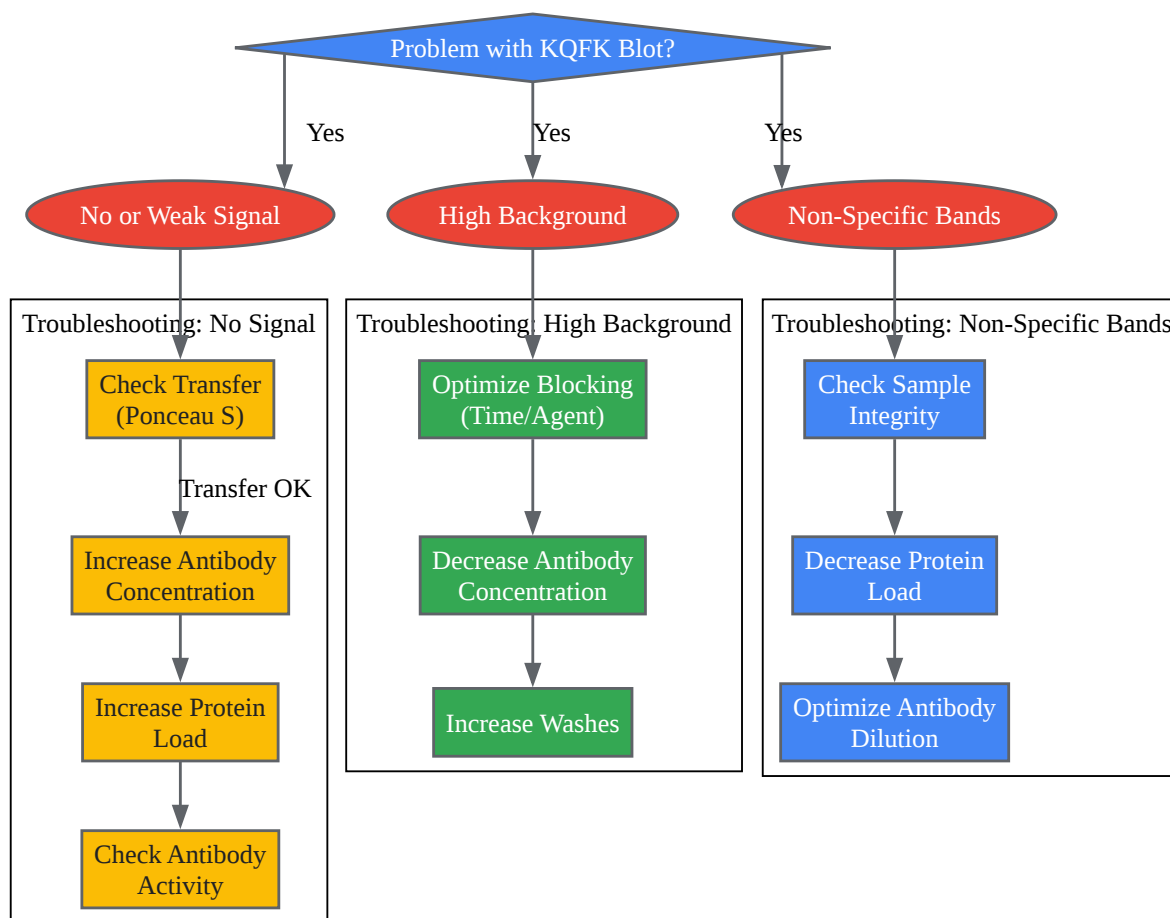 Problem with KQFK Blot?
Yes
Yes
Yes
No or Weak Signal
High Background
Non-Specific Bands
Troubleshooting: No Signal
Check Transfer
(Ponceau S)
Transfer OK
Increase Antibody
Concentration
Increase Protein
Load
Check Antibody
Activity
Troubleshooting: High Background
Optimize Blocking
(Time/Agent)
Decrease Antibody
Concentration
Increase Washes
Troubleshooting: Non-Specific Bands
Check Sample
Integrity
Decrease Protein
Load
Optimize Antibody
Dilution